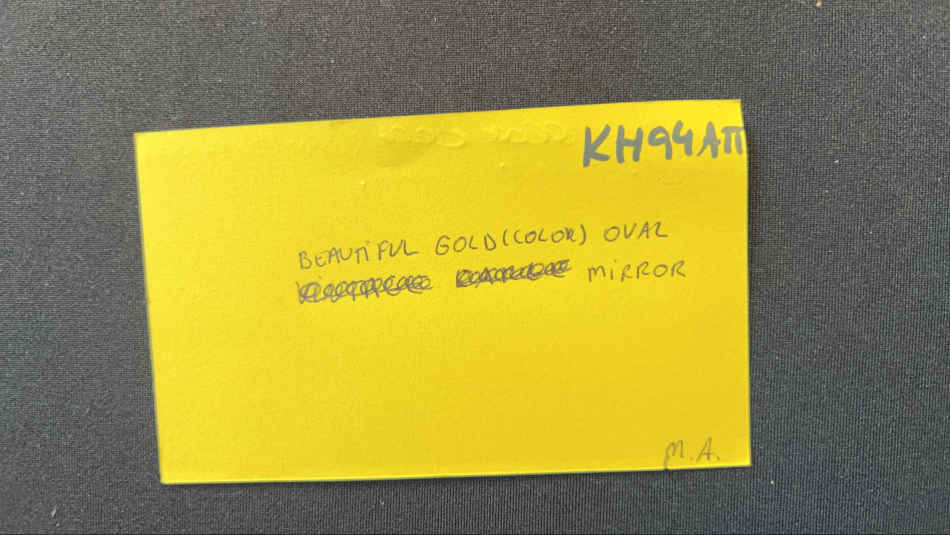 KH94AΠ
BEAUTIFUL GOLD (COLOR) OVAL
MIRROR
M.A.